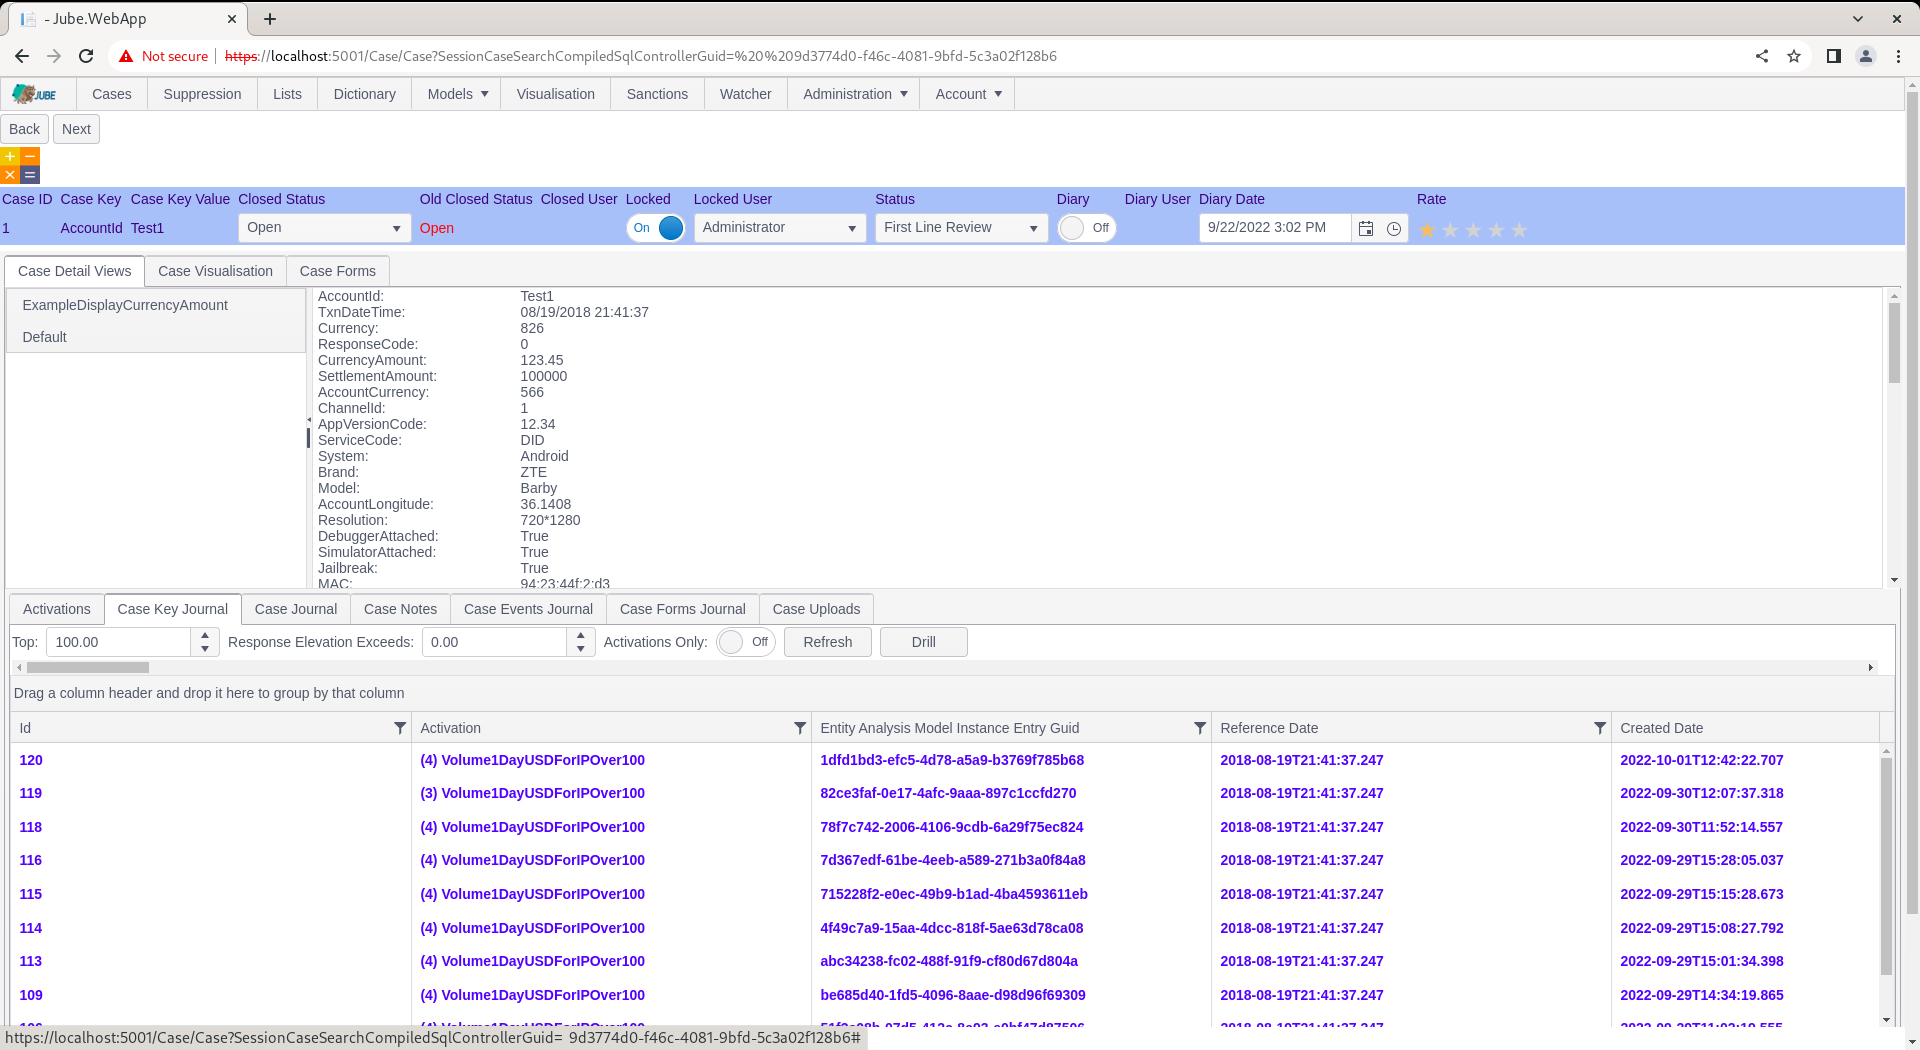 - Jube.WebApp
Not secure https://localhost:5001/Case/Case?SessionCaseSearchCompiledSqlControllerGuid=%20%209d3774d0-f46c-4081-9bfd-5c3a02f128b6
JUBE Cases Suppression Lists Dictionary Models Visualisation Sanctions Watcher Administration Account
Back Next
Case ID Case Key Case Key Value Closed Status Old Closed Status Closed User Locked Locked User Status Diary Diary User Diary Date Rate
1 AccountId Test1 Open Open On Administrator First Line Review Off 9/22/2022 3:02 PM
Case Detail Views Case Visualisation Case Forms
ExampleDisplayCurrencyAmount
Default
AccountId: Test1
TxnDateTime: 08/19/2018 21:41:37
Currency: 826
ResponseCode: 0
CurrencyAmount: 123.45
SettlementAmount: 100000
AccountCurrency: 566
ChannelId: 1
AppVersionCode: 12.34
ServiceCode: DID
System: Android
Brand: ZTE
Model: Barby
AccountLongitude: 36.1408
Resolution: 720*1280
DebuggerAttached: True
SimulatorAttached: True
Jailbreak: True
MAC: 94:23:44f:2:d3
Activations Case Key Journal Case Journal Case Notes Case Events Journal Case Forms Journal Case Uploads
Top: 100.00 Response Elevation Exceeds: 0.00 Activations Only: Off Refresh Drill
Drag a column header and drop it here to group by that column
Id Activation Entity Analysis Model Instance Entry Guid Reference Date Created Date
120 (4) Volume1DayUSDForIPOver100 1dfd1bd3-efc5-4d78-a5a9-b3769f785b68 2018-08-19T21:41:37.247 2022-10-01T12:42:22.707
119 (3) Volume1DayUSDForIPOver100 82ce3faf-0e17-4afc-9aaa-897c1ccfd270 2018-08-19T21:41:37.247 2022-09-30T12:07:37.318
118 (4) Volume1DayUSDForIPOver100 78f7c742-2006-4106-9cdb-6a29f75ec824 2018-08-19T21:41:37.247 2022-09-30T11:52:14.557
116 (4) Volume1DayUSDForIPOver100 7d367edf-61be-4eeb-a589-271b3a0f84a8 2018-08-19T21:41:37.247 2022-09-29T15:28:05.037
115 (4) Volume1DayUSDForIPOver100 715228f2-e0ec-49b9-b1ad-4ba4593611eb 2018-08-19T21:41:37.247 2022-09-29T15:15:28.673
114 (4) Volume1DayUSDForIPOver100 4f49c7a9-15aa-4dcc-818f-5ae63d78ca08 2018-08-19T21:41:37.247 2022-09-29T15:08:27.792
113 (4) Volume1DayUSDForIPOver100 abc34238-fc02-488f-91f9-cf80d67d804a 2018-08-19T21:41:37.247 2022-09-29T15:01:34.398
109 (4) Volume1DayUSDForIPOver100 be685d40-1fd5-4096-8aae-d98d96f69309 2018-08-19T21:41:37.247 2022-09-29T14:34:19.865
(4) Volume1DayUSDForIPOver100 2018-08-19T21:41:37.247
https://localhost:5001/Case/Case?SessionCaseSearchCompiledSqlControllerGuid= 9d3774d0-f46c-4081-9bfd-5c3a02f128b6#